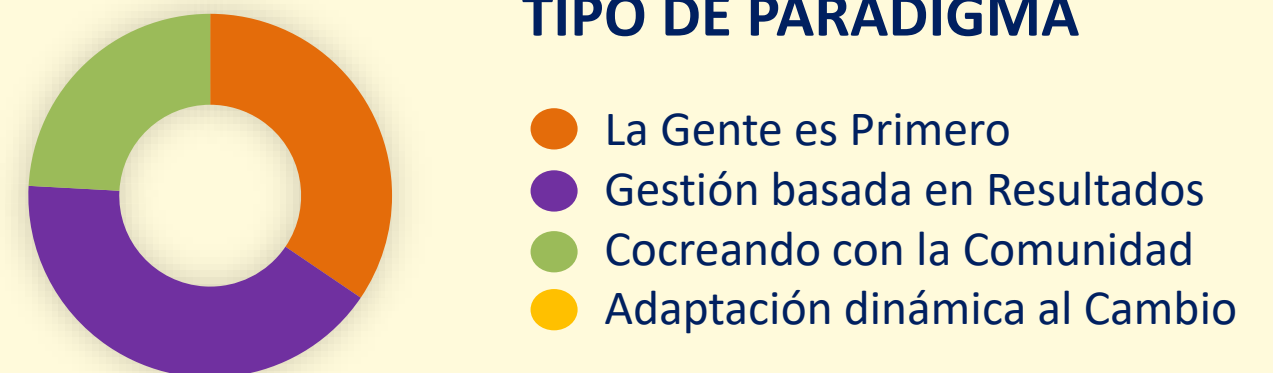 TIPO DE PARADIGMA
La Gente es Primero
Gestión basada en Resultados
Cocreando con la Comunidad
Adaptación dinámica al Cambio